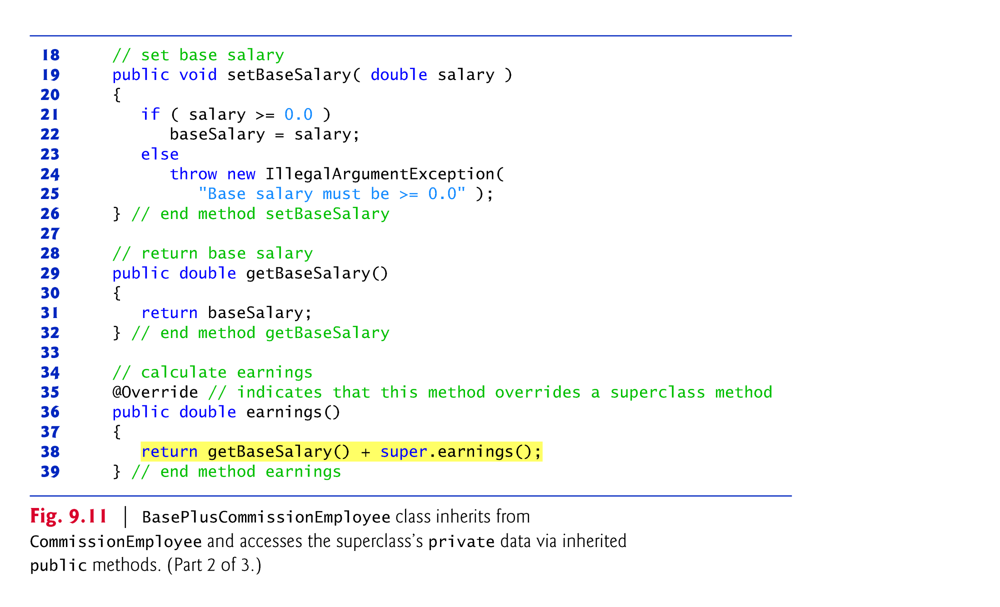 18 // set base salary
19 public void setBaseSalary( double salary )
20 {
21 if ( salary >= 0.0 )
22 baseSalary = salary;
23 else
24 throw new IllegalArgumentException(
25 "Base salary must be >= 0.0" );
26 } // end method setBaseSalary
27
28 // return base salary
29 public double getBaseSalary()
30 {
31 return baseSalary;
32 } // end method getBaseSalary
33
34 // calculate earnings
35 @Override // indicates that this method overrides a superclass method
36 public double earnings()
37 {
38 return getBaseSalary() + super.earnings();
39 } // end method earnings
Fig. 9.11 | BasePlusCommissionEmployee class inherits from
CommissionEmployee and accesses the superclass’s private data via inherited
public methods. (Part 2 of 3.)